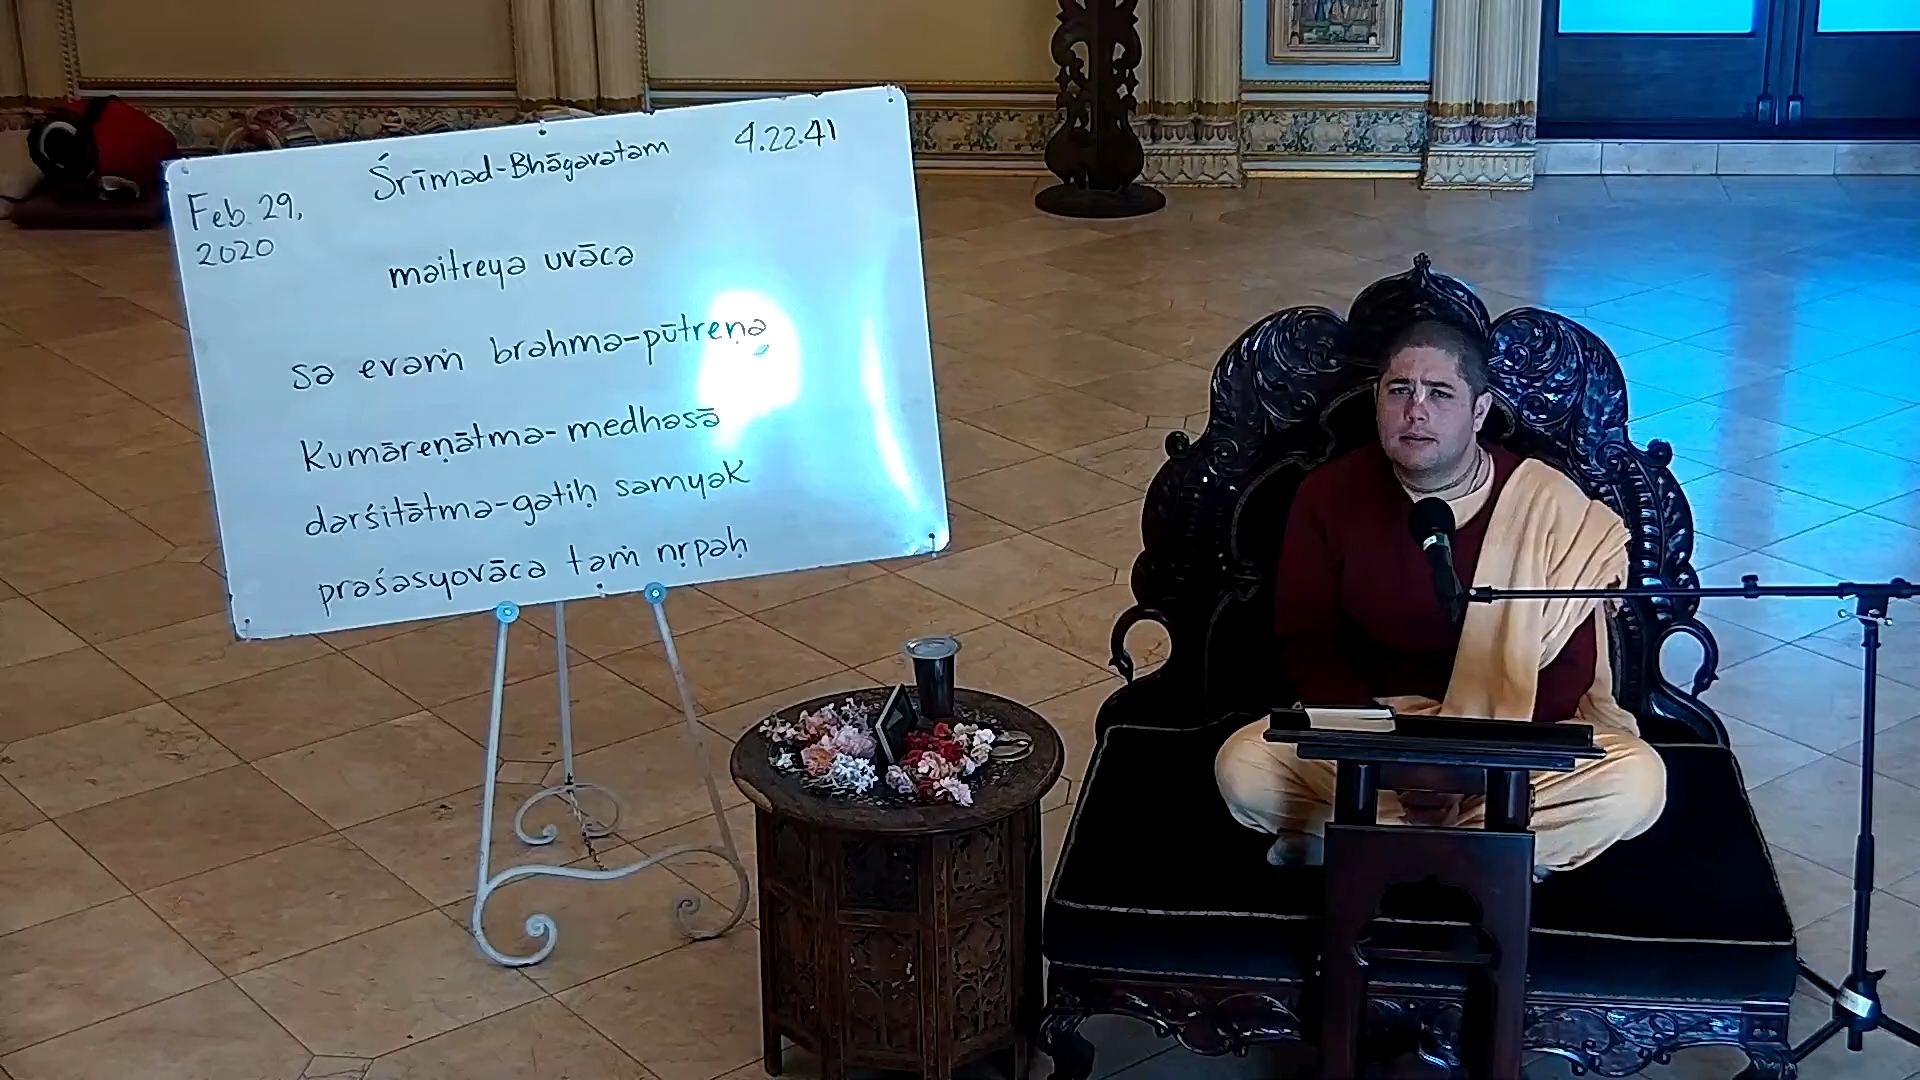 Śrīmad-Bhāgavatam 4.22.41
Feb 29,
2020
maitreya uvāca
sa evaṁ brahma-pūtreṇa
Kumāreṇātma-medhasā
darśitātma-gatiḥ samyak
praśasyovāca taṁ nṛpaḥ